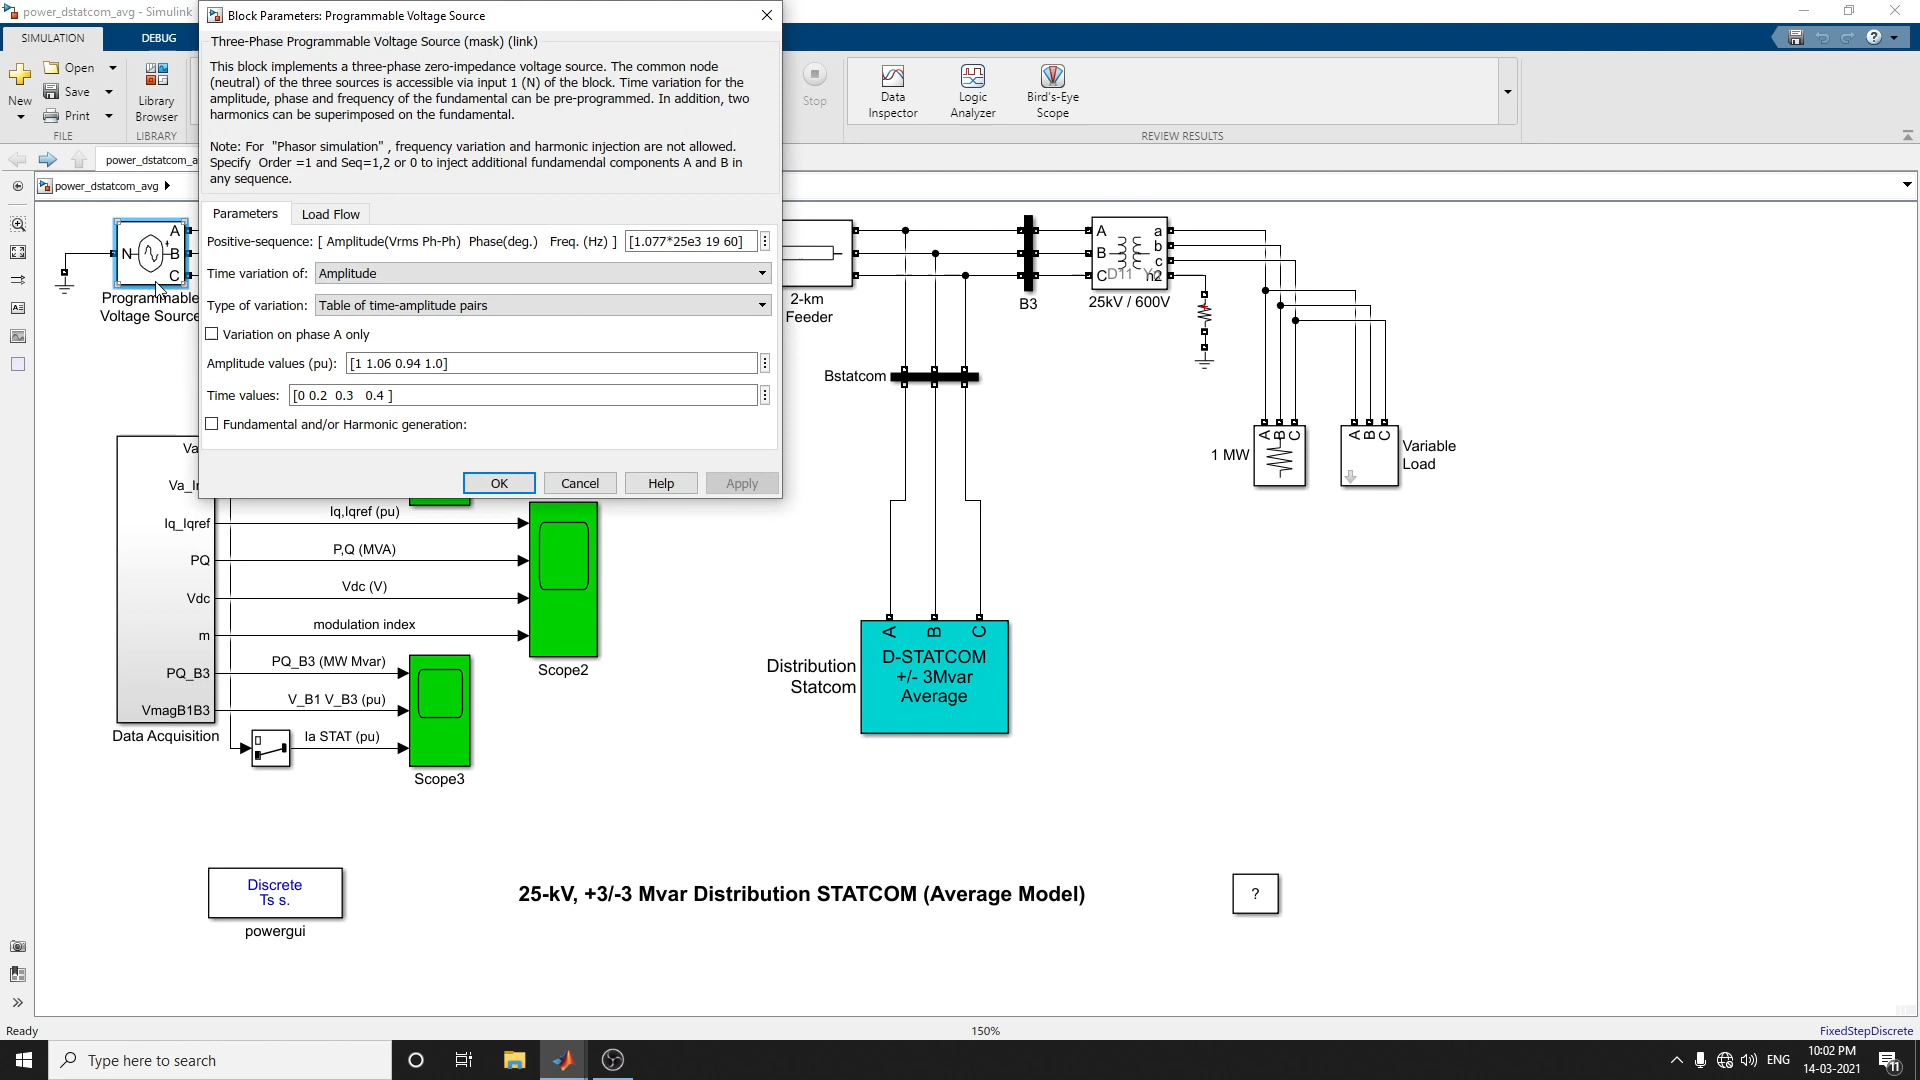 power_dstatcom_avg - Simulink
Block Parameters: Programmable Voltage Source
SIMULATION
DEBUG
Three-Phase Programmable Voltage Source (mask) (link)
This block implements a three-phase zero-impedance voltage source. The common node
(neutral) of the three sources is accessible via input 1 (N) of the block. Time variation for the
amplitude, phase and frequency of the fundamental can be pre-programmed. In addition, two
harmonics can be superimposed on the fundamental.
Note: For "Phasor simulation" , frequency variation and harmonic injection are not allowed.
Specify Order =1 and Seq=1,2 or 0 to inject additional fundamendal components A and B in
any sequence.
New
Open
Save
Print
FILE
Library
Browser
LIBRARY
Stop
Data
Inspector
Logic
Analyzer
Bird's-Eye
Scope
REVIEW RESULTS
power_dstatcom_a
power_dstatcom_avg
Parameters
Load Flow
Positive-sequence: [ Amplitude(Vrms Ph-Ph) Phase(deg.) Freq. (Hz) ] [1.077*25e3 19 60]
Time variation of: Amplitude
Type of variation: Table of time-amplitude pairs
Variation on phase A only
Amplitude values (pu): [1 1.06 0.94 1.0]
Time values: [0 0.2 0.3 0.4 ]
Fundamental and/or Harmonic generation:
OK
Cancel
Help
Apply
N
A
B
C
Programmable
Voltage Source
2-km
Feeder
B3
A
B
C
a
b
c
n2
D11
25kV / 600V
Bstatcom
1 MW
A
B
C
A
B
C
Variable
Load
Va
Va_I
Iq_Iqref
PQ
Vdc
m
PQ_B3
VmagB1B3
Data Acquisition
Iq,Iqref (pu)
P,Q (MVA)
Vdc (V)
modulation index
PQ_B3 (MW Mvar)
V_B1 V_B3 (pu)
Ia STAT (pu)
Scope2
Scope3
Distribution
Statcom
A
B
C
D-STATCOM
+/- 3Mvar
Average
Discrete
Ts s.
powergui
25-kV, +3/-3 Mvar Distribution STATCOM (Average Model)
?
Ready
150%
FixedStepDiscrete
Type here to search
ENG
10:02 PM
14-03-2021
11